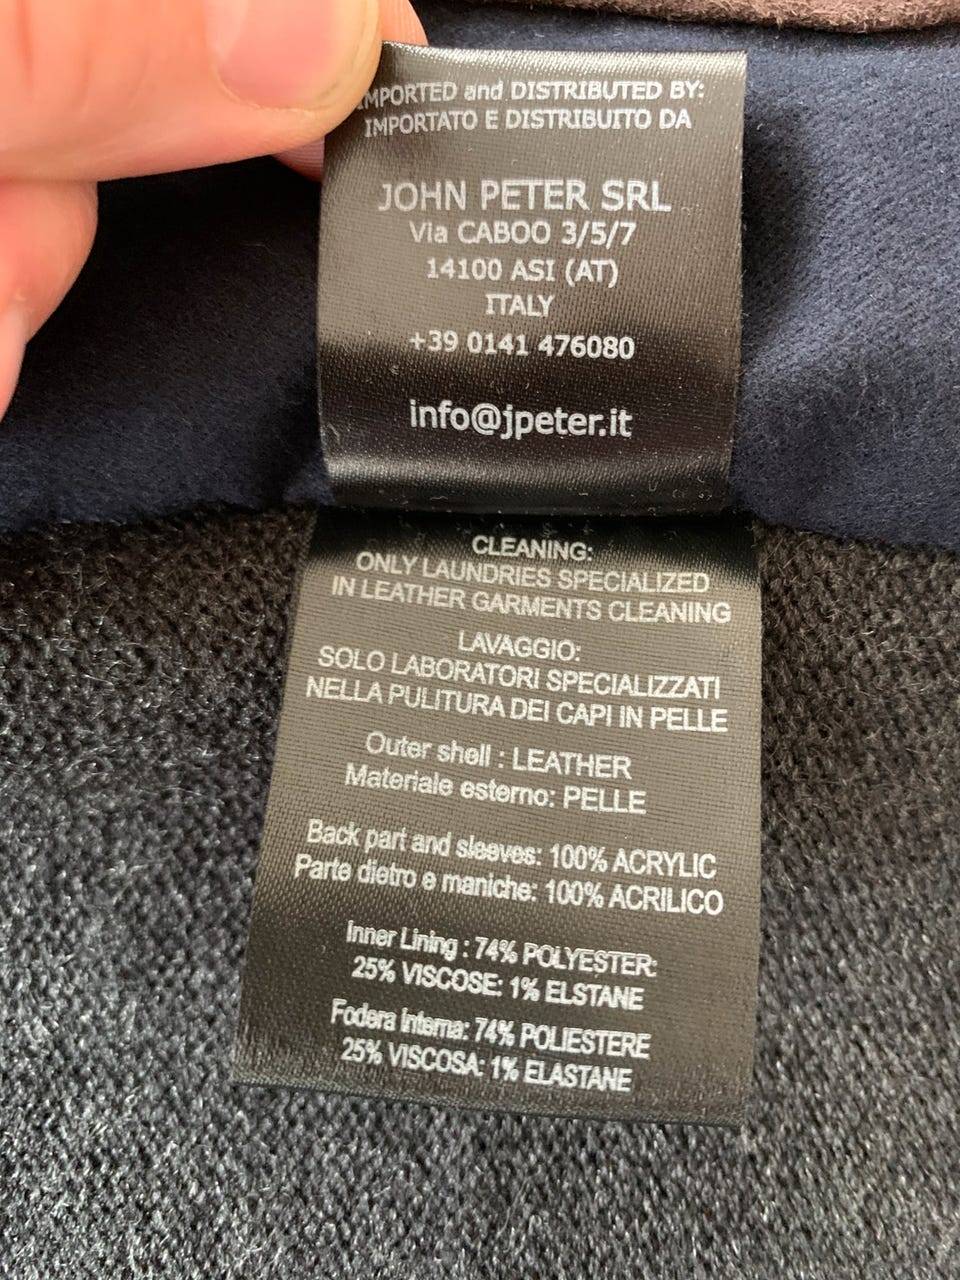 IMPORTED and DISTRIBUTED BY:
IMPORTATO E DISTRIBUITO DA
JOHN PETER SRL
Via CABOO 3/5/7
14100 ASI (AT)
ITALY
+39 0141 476080
info@jpeter.it
CLEANING:
ONLY LAUNDRIES SPECIALIZED
IN LEATHER GARMENTS CLEANING
LAVAGGIO:
SOLO LABORATORI SPECIALIZZATI
NELLA PULITURA DEI CAPI IN PELLE
Outer shell : LEATHER
Materiale esterno: PELLE
Back part and sleeves: 100% ACRYLIC
Parte dietro e maniche: 100% ACRILICO
Inner Lining : 74% POLYESTER:
25% VISCOSE: 1% ELSTANE
Fodera Interna: 74% POLIESTERE
25% VISCOSA: 1% ELASTANE